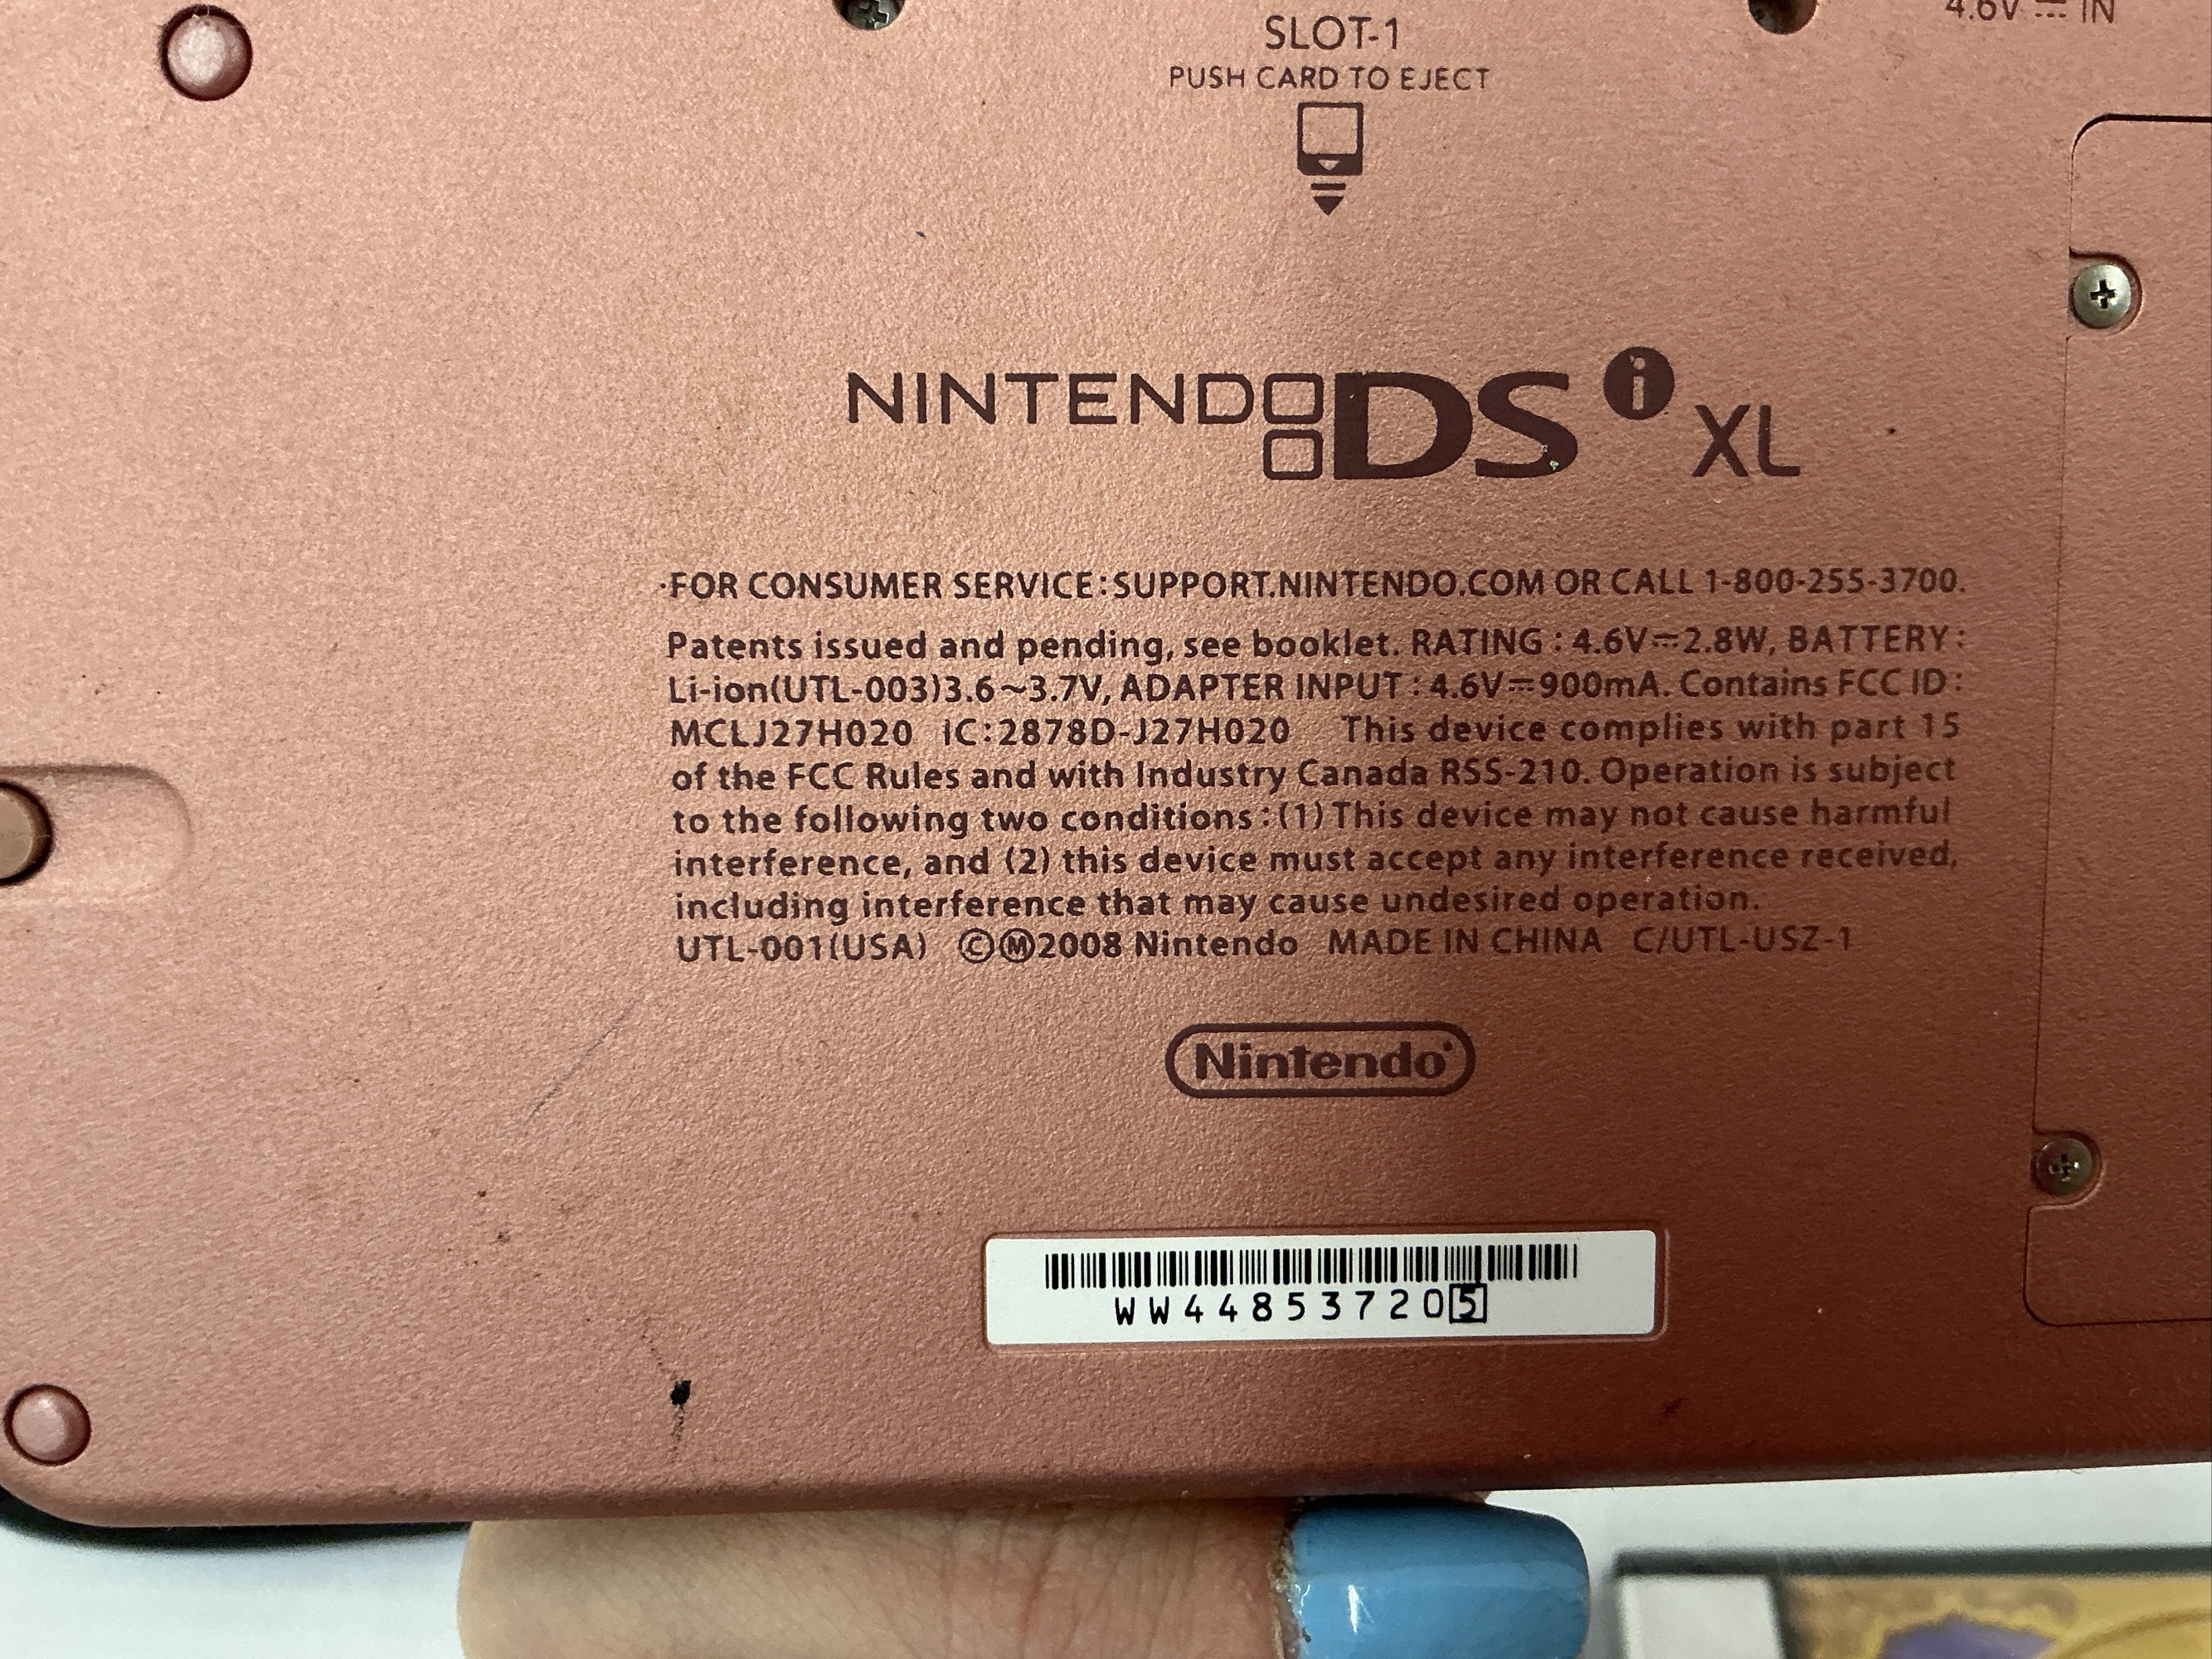 4.6V ⎓ IN
SLOT-1
PUSH CARD TO EJECT
NINTENDO DSi XL
·FOR CONSUMER SERVICE:SUPPORT.NINTENDO.COM OR CALL 1-800-255-3700.
Patents issued and pending, see booklet. RATING : 4.6V⎓2.8W, BATTERY :
Li-ion(UTL-003)3.6~3.7V, ADAPTER INPUT : 4.6V⎓900mA. Contains FCC ID :
MCLJ27H020 IC:2878D-J27H020 This device complies with part 15
of the FCC Rules and with Industry Canada RSS-210. Operation is subject
to the following two conditions :(1)This device may not cause harmful
interference, and (2) this device must accept any interference received,
including interference that may cause undesired operation.
UTL-001(USA) ©Ⓜ2008 Nintendo MADE IN CHINA C/UTL-USZ-1
Nintendo
WW448537205